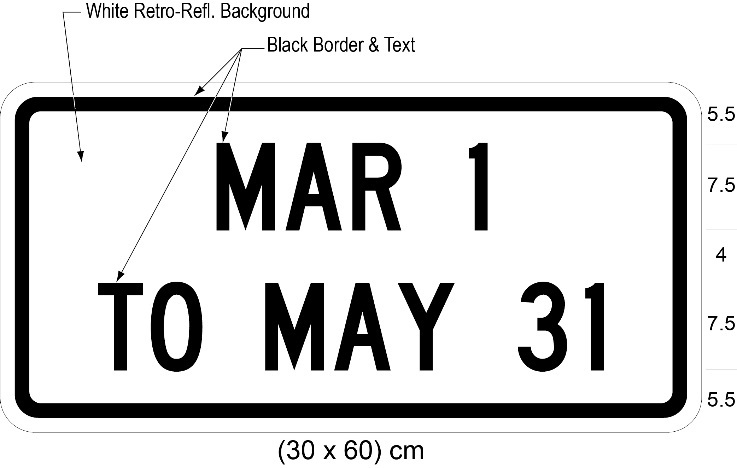 White Retro-Refl. Background
Black Border & Text
MAR 1
TO MAY 31
5.5
7.5
4
7.5
5.5
(30 x 60) cm